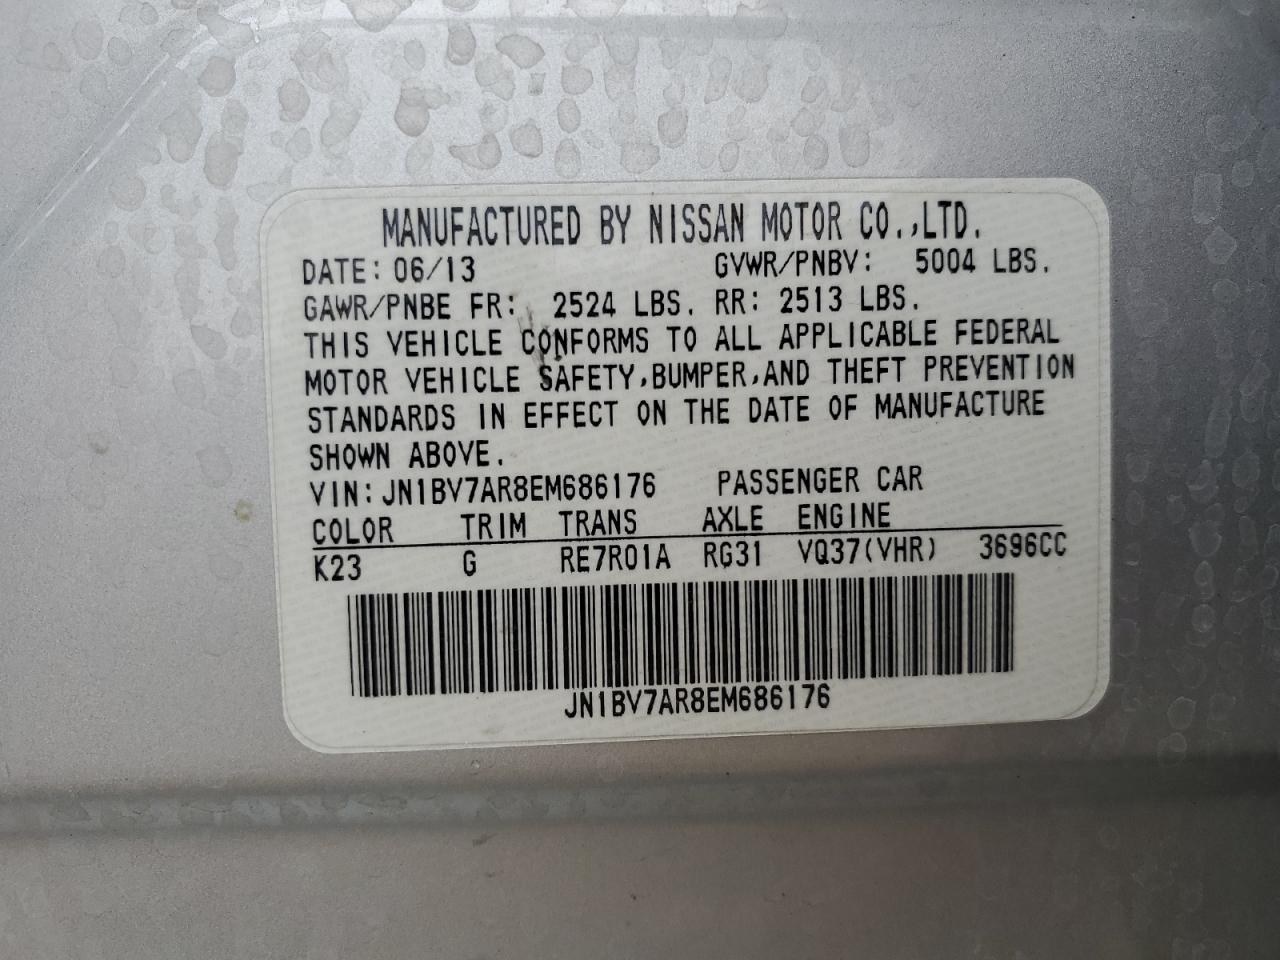 MANUFACTURED BY NISSAN MOTOR CO.,LTD.
DATE: 06/13 GVWR/PNBV: 5004 LBS.
GAWR/PNBE FR: 2524 LBS. RR: 2513 LBS.
THIS VEHICLE CONFORMS TO ALL APPLICABLE FEDERAL
MOTOR VEHICLE SAFETY,BUMPER,AND THEFT PREVENTION
STANDARDS IN EFFECT ON THE DATE OF MANUFACTURE
SHOWN ABOVE.
VIN: JN1BV7AR8EM686176 PASSENGER CAR
COLOR TRIM TRANS AXLE ENGINE
K23 G RE7R01A RG31 VQ37(VHR) 3696CC
JN1BV7AR8EM686176